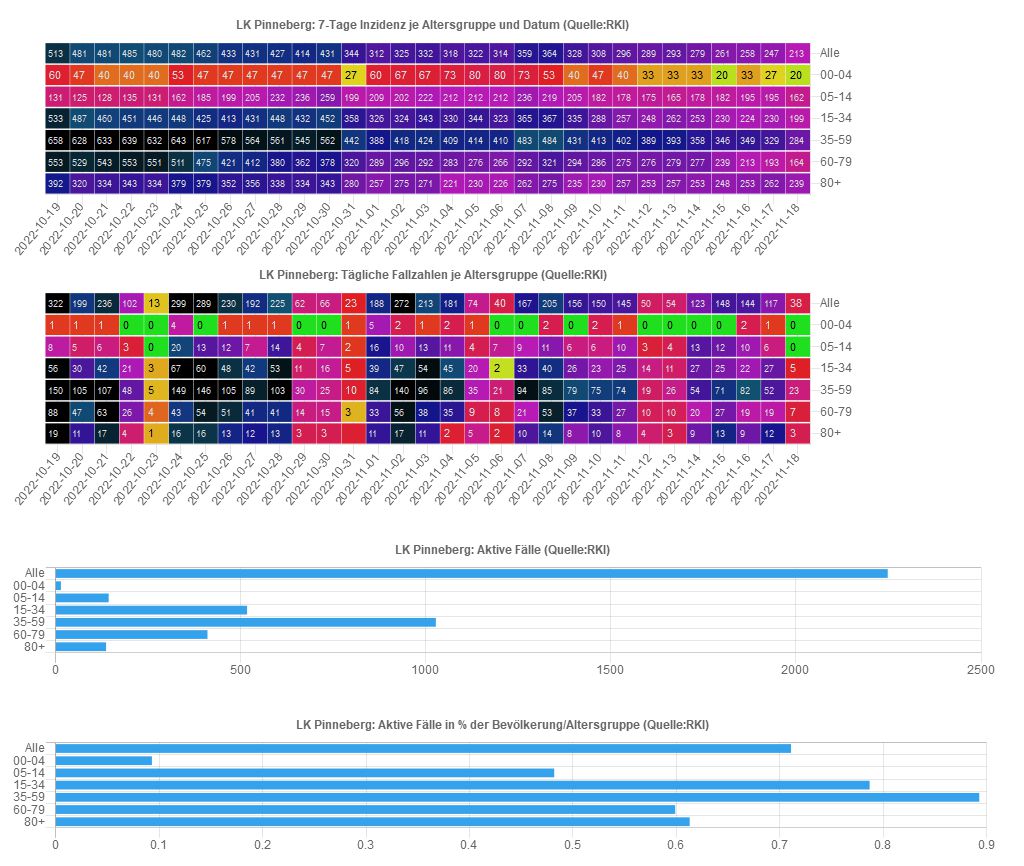 LK Pinneberg: 7-Tage Inzidenz je Altersgruppe und Datum (Quelle:RKI)
513 481 481 485 480 482 462 433 431 427 414 431 344 312 325 332 318 322 314 359 364 328 308 296 289 293 279 261 258 247 213 Alle
60 47 40 40 40 53 47 47 47 47 47 47 27 60 67 67 73 80 80 73 53 40 47 40 33 33 33 20 33 27 20 00-04
131 125 128 135 131 162 185 199 205 232 236 259 199 209 202 222 212 212 212 236 219 205 182 178 175 165 178 182 195 195 162 05-14
533 487 460 451 446 448 425 413 431 448 432 452 358 326 324 343 330 344 323 365 367 335 288 257 248 262 253 230 224 230 199 15-34
658 628 633 639 632 643 617 578 564 561 545 562 442 388 418 424 409 414 410 483 484 431 413 402 389 393 358 346 349 329 284 35-59
553 529 543 553 551 511 475 421 412 380 362 378 320 289 296 292 283 276 266 292 321 294 286 275 276 279 277 239 213 193 164 60-79
392 320 334 343 334 379 379 352 356 338 334 343 280 257 275 271 221 230 226 262 275 235 230 257 253 257 253 248 253 262 239 80+
2022-10-19 2022-10-20 2022-10-21 2022-10-22 2022-10-23 2022-10-24 2022-10-25 2022-10-26 2022-10-27 2022-10-28 2022-10-29 2022-10-30 2022-10-31 2022-11-01 2022-11-02 2022-11-03 2022-11-04 2022-11-05 2022-11-06 2022-11-07 2022-11-08 2022-11-09 2022-11-10 2022-11-11 2022-11-12 2022-11-13 2022-11-14 2022-11-15 2022-11-16 2022-11-17 2022-11-18
LK Pinneberg: Tägliche Fallzahlen je Altersgruppe (Quelle:RKI)
322 199 236 102 13 299 289 230 192 225 62 66 23 188 272 213 181 74 40 167 205 156 150 145 50 54 123 148 144 117 38 Alle
1 1 1 0 0 4 0 1 1 1 0 0 1 5 2 1 2 1 0 0 2 0 2 1 0 0 0 0 2 1 0 00-04
8 5 6 3 0 20 13 12 7 14 4 7 2 16 10 13 11 4 7 9 11 6 6 10 3 4 13 12 10 6 0 05-14
56 30 42 21 3 67 60 48 42 53 11 16 5 39 47 54 45 20 2 33 40 26 23 25 14 11 27 25 22 27 5 15-34
150 105 107 48 5 149 146 105 89 103 30 25 10 84 140 96 86 35 21 94 85 79 75 74 19 26 54 71 82 52 23 35-59
88 47 63 26 4 43 54 51 41 41 14 15 3 33 56 38 35 9 8 21 53 37 33 27 10 10 20 27 19 19 7 60-79
19 11 17 4 1 16 16 13 12 13 3 3 11 17 11 2 5 2 10 14 8 10 8 4 3 9 13 9 12 3 80+
2022-10-19 2022-10-20 2022-10-21 2022-10-22 2022-10-23 2022-10-24 2022-10-25 2022-10-26 2022-10-27 2022-10-28 2022-10-29 2022-10-30 2022-10-31 2022-11-01 2022-11-02 2022-11-03 2022-11-04 2022-11-05 2022-11-06 2022-11-07 2022-11-08 2022-11-09 2022-11-10 2022-11-11 2022-11-12 2022-11-13 2022-11-14 2022-11-15 2022-11-16 2022-11-17 2022-11-18
LK Pinneberg: Aktive Fälle (Quelle:RKI)
Alle
00-04
05-14
15-34
35-59
60-79
80+
0 500 1000 1500 2000 2500
LK Pinneberg: Aktive Fälle in % der Bevölkerung/Altersgruppe (Quelle:RKI)
Alle
00-04
05-14
15-34
35-59
60-79
80+
0 0.1 0.2 0.3 0.4 0.5 0.6 0.7 0.8 0.9